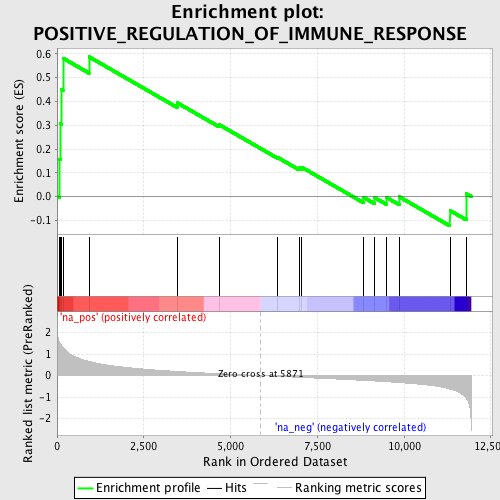 Enrichment plot:
POSITIVE_REGULATION_OF_IMMUNE_RESPONSE
Enrichment score (ES)
0.6
0.5
0.4
0.3
0.2
0.1
0.0
-0.1
'na_pos' (positively correlated)
Ranked list metric (PreRanked)
2
1
0
-1
-2
Zero cross at 5871
'na_neg' (negatively correlated)
0
2,500
5,000
7,500
10,000
12,500
Rank in Ordered Dataset
Enrichment profile
Hits
Ranking metric scores